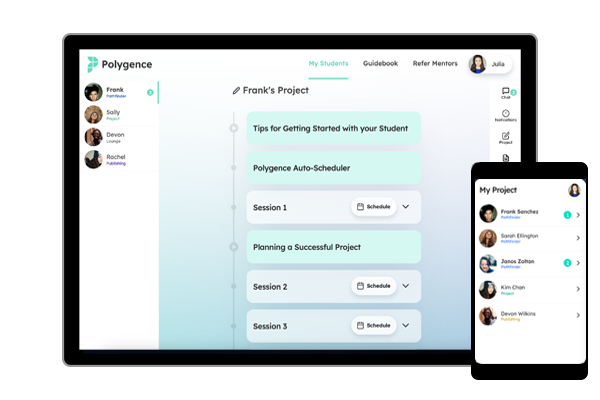 Polygence
My Students
Guidebook
Refer Mentors
Julia
Frank
Pathfinder
2
Sally
Project
Devon
Lounge
Rachel
Publishing
Frank's Project
Tips for Getting Started with your Student
Polygence Auto-Scheduler
Session 1
Schedule
Planning a Successful Project
Session 2
Schedule
Session 3
Schedule
Chat
Notifications
Project
My Project
Frank Sanchez
Pathfinder
1
Sarah Ellington
Pathfinder
Janos Zoltan
Pathfinder
2
Kim Chan
Project
Devon Wilkins
Publishing